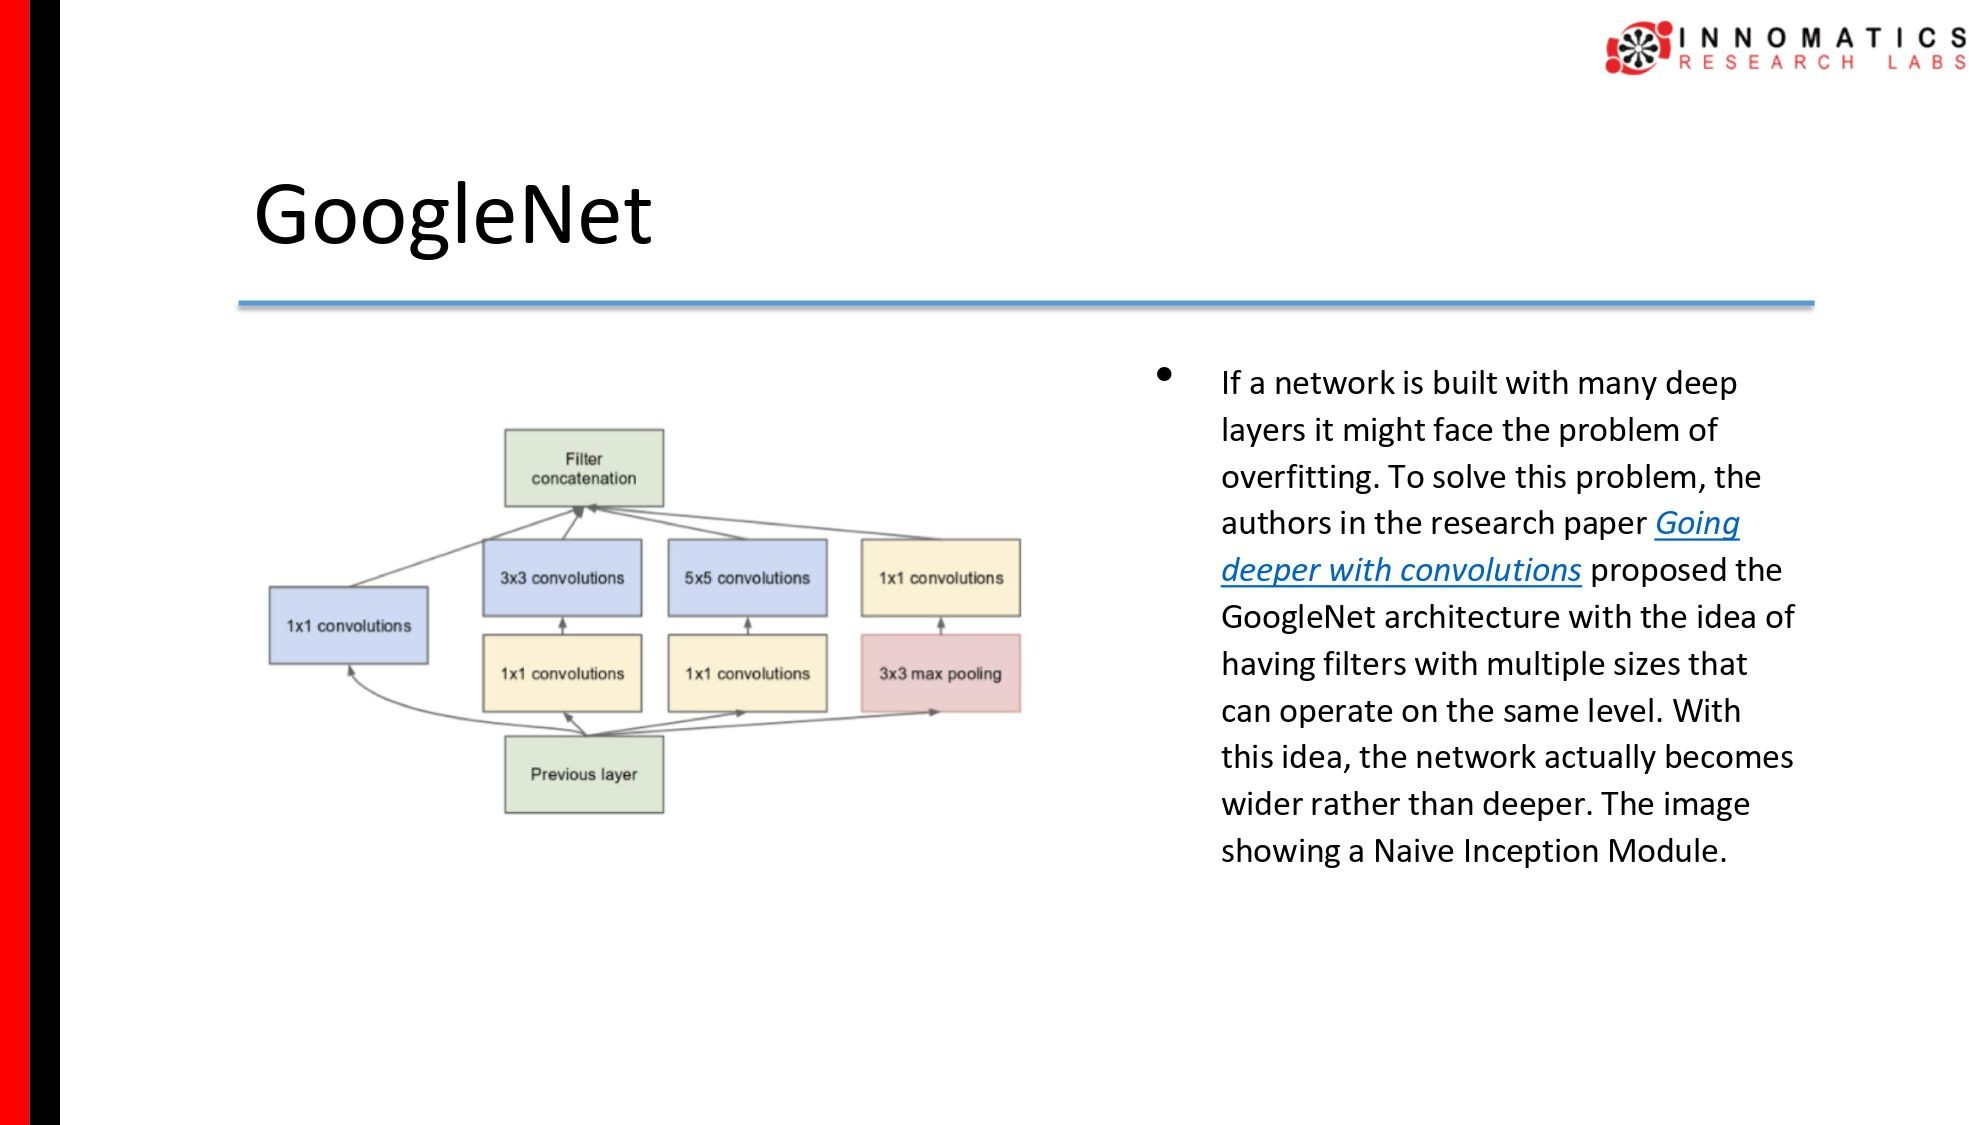 INNOMATICS
RESEARCH LABS
GoogleNet
Filter
concatenation
3x3 convolutions
5x5 convolutions
1x1 convolutions
1x1 convolutions
1x1 convolutions
1x1 convolutions
3x3 max pooling
Previous layer
• If a network is built with many deep
layers it might face the problem of
overfitting. To solve this problem, the
authors in the research paper Going
deeper with convolutions proposed the
GoogleNet architecture with the idea of
having filters with multiple sizes that
can operate on the same level. With
this idea, the network actually becomes
wider rather than deeper. The image
showing a Naive Inception Module.